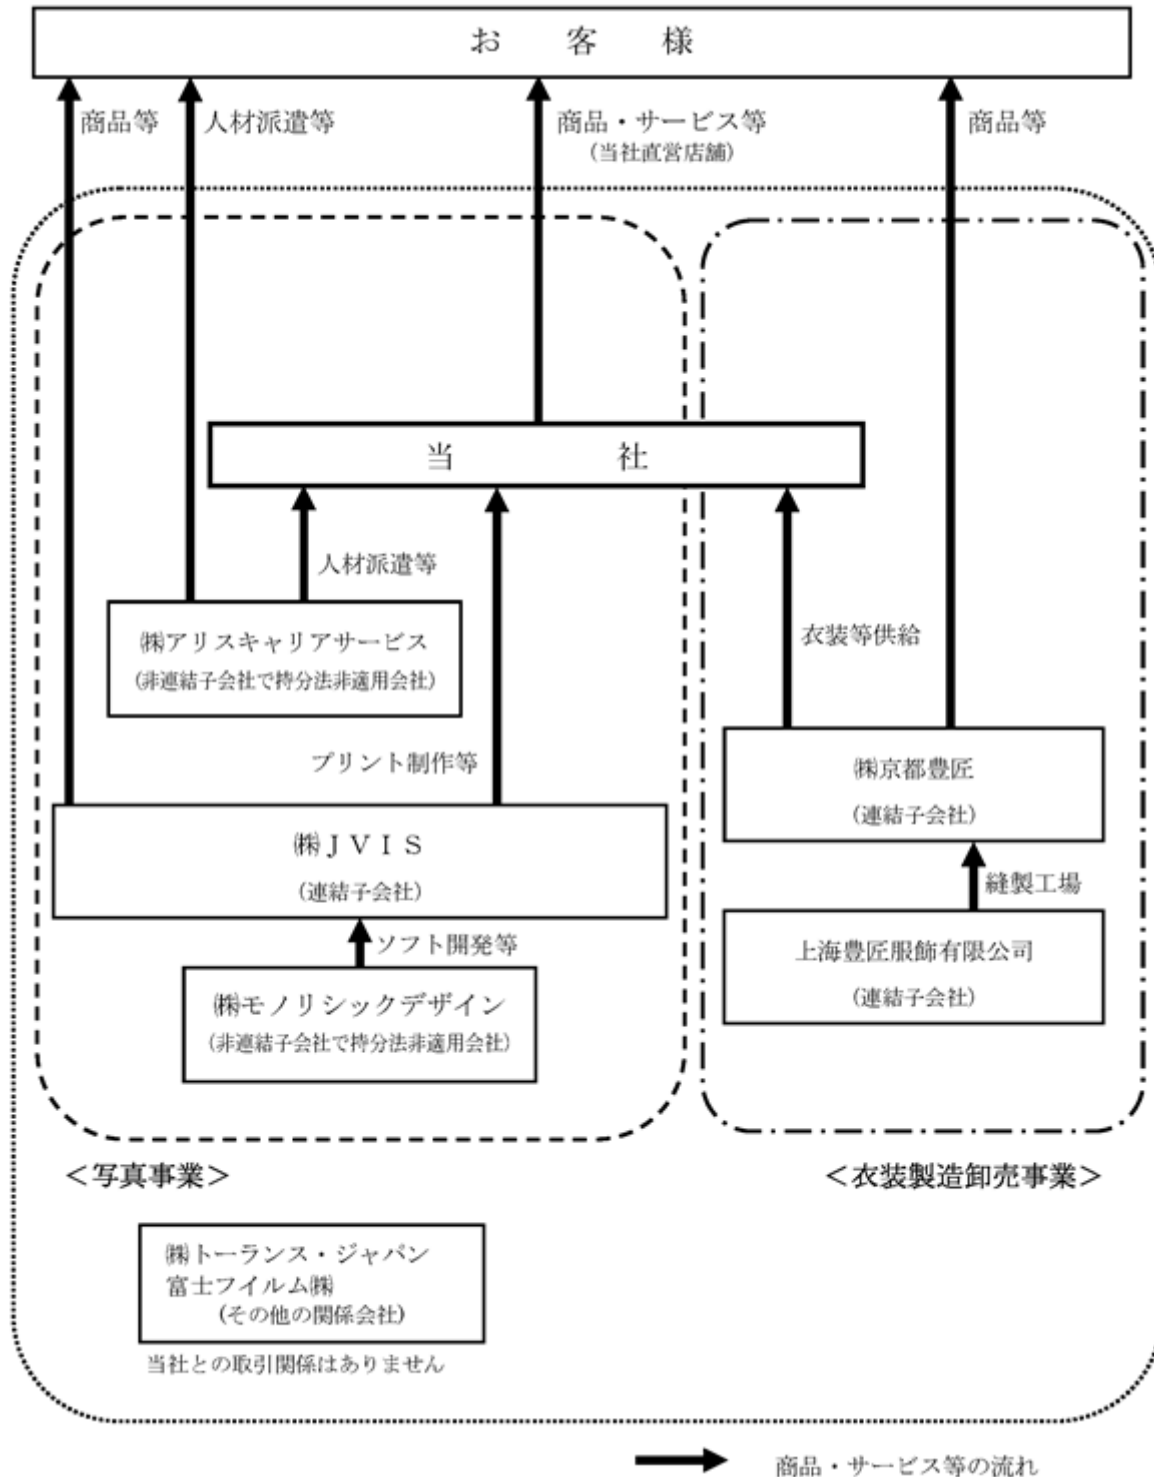 お客様
商品等
人材派遣等
商品・サービス等
(当社直営店舗)
商品等
当社
人材派遣等
㈱アリスキャリアサービス
(非連結子会社で持分法非適用会社)
衣装等供給
プリント制作等
㈱京都豊匠
(連結子会社)
㈱ＪＶＩＳ
(連結子会社)
縫製工場
ソフト開発等
上海豊匠服飾有限公司
(連結子会社)
㈱モノリシックデザイン
(非連結子会社で持分法非適用会社)
＜写真事業＞
＜衣装製造卸売事業＞
㈱トーランス・ジャパン
富士フイルム㈱
(その他の関係会社)
当社との取引関係はありません
商品・サービス等の流れ